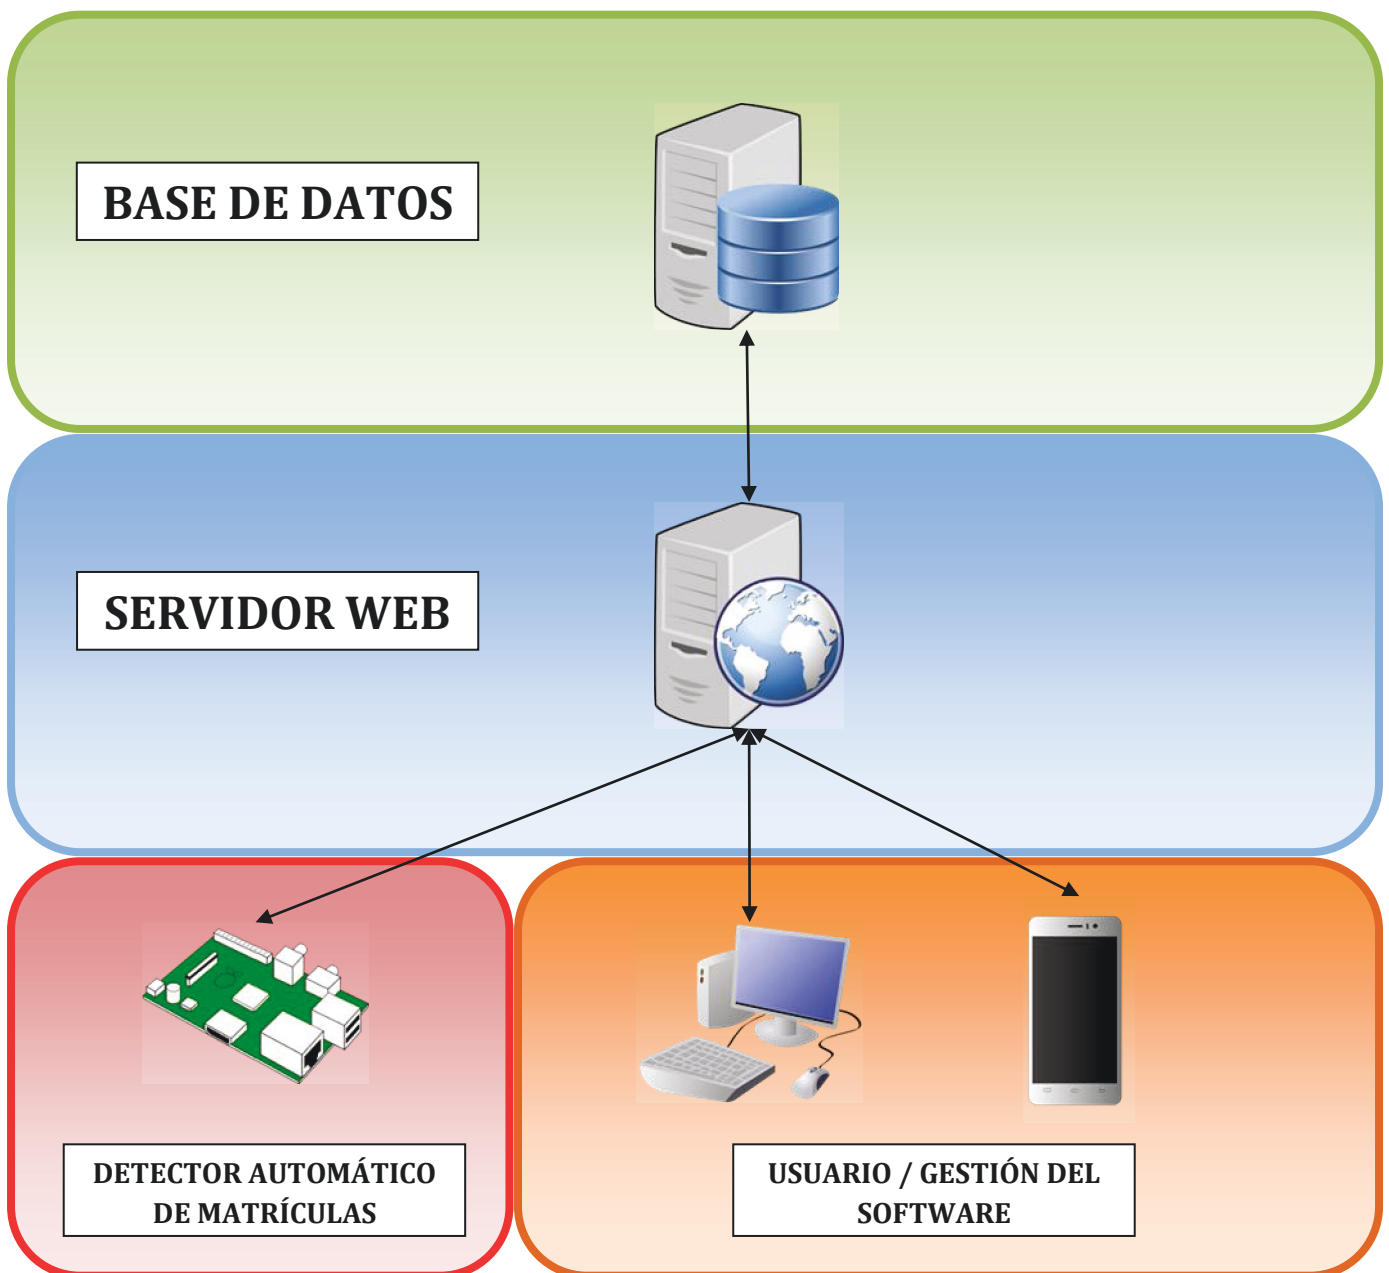 BASE DE DATOS
SERVIDOR WEB
DETECTOR AUTOMÁTICO
DE MATRÍCULAS
USUARIO / GESTIÓN DEL
SOFTWARE